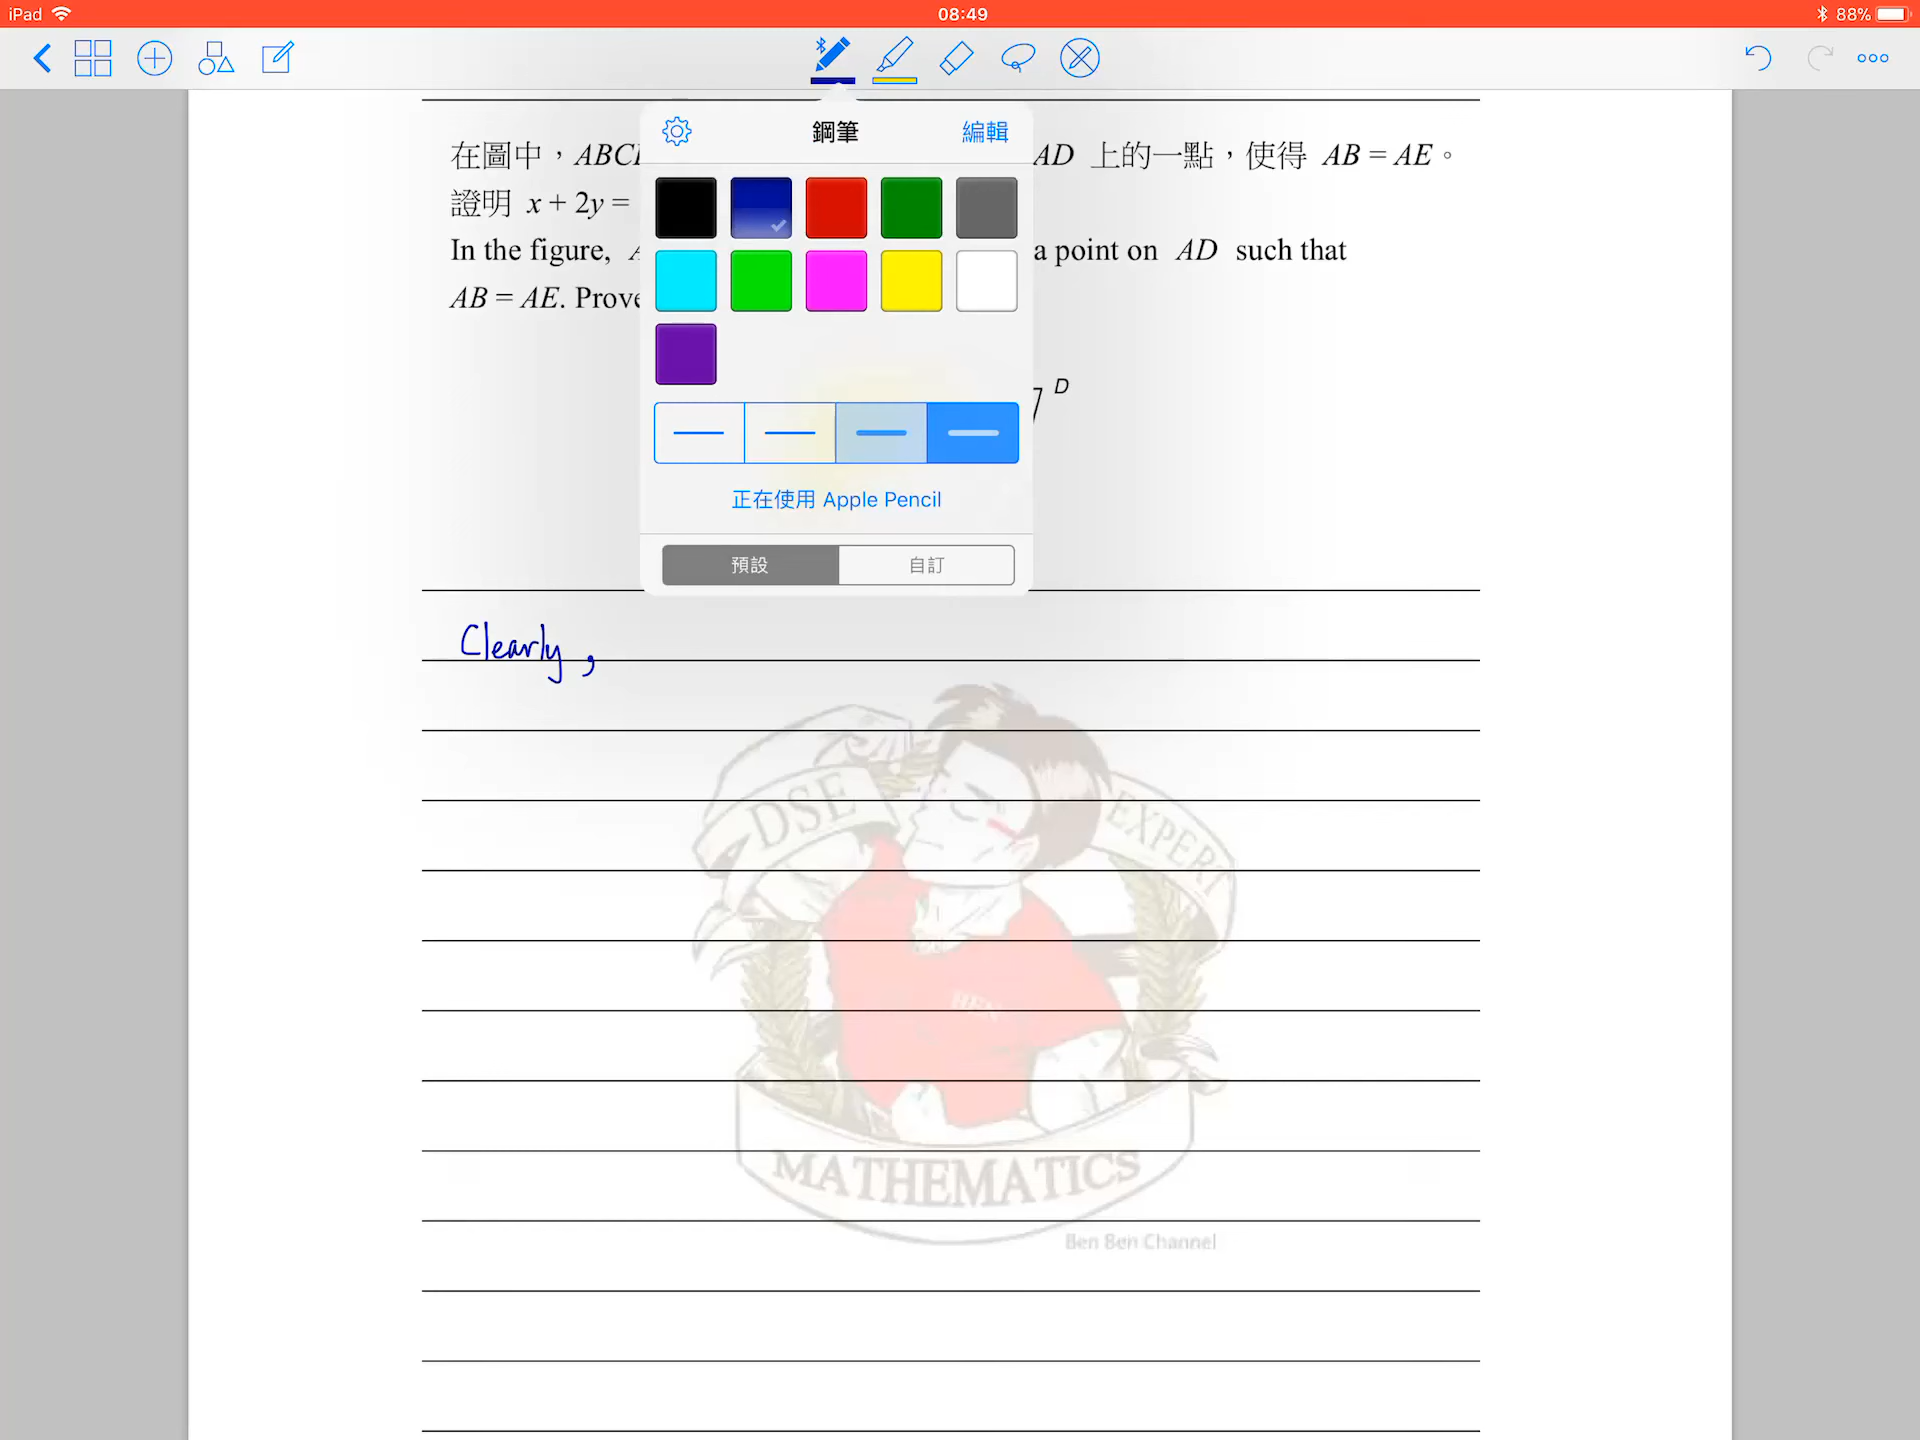 iPad 08:49 88%
鋼筆 編輯
在圖中，ABC AD 上的一點，使得 AB = AE。
證明 x + 2y =
In the figure, a point on AD such that
AB = AE. Prove
D
正在使用 Apple Pencil
預設 自訂
Clearly,
DSE EXPERT
BEN
MATHEMATICS
Ben Ben Channel